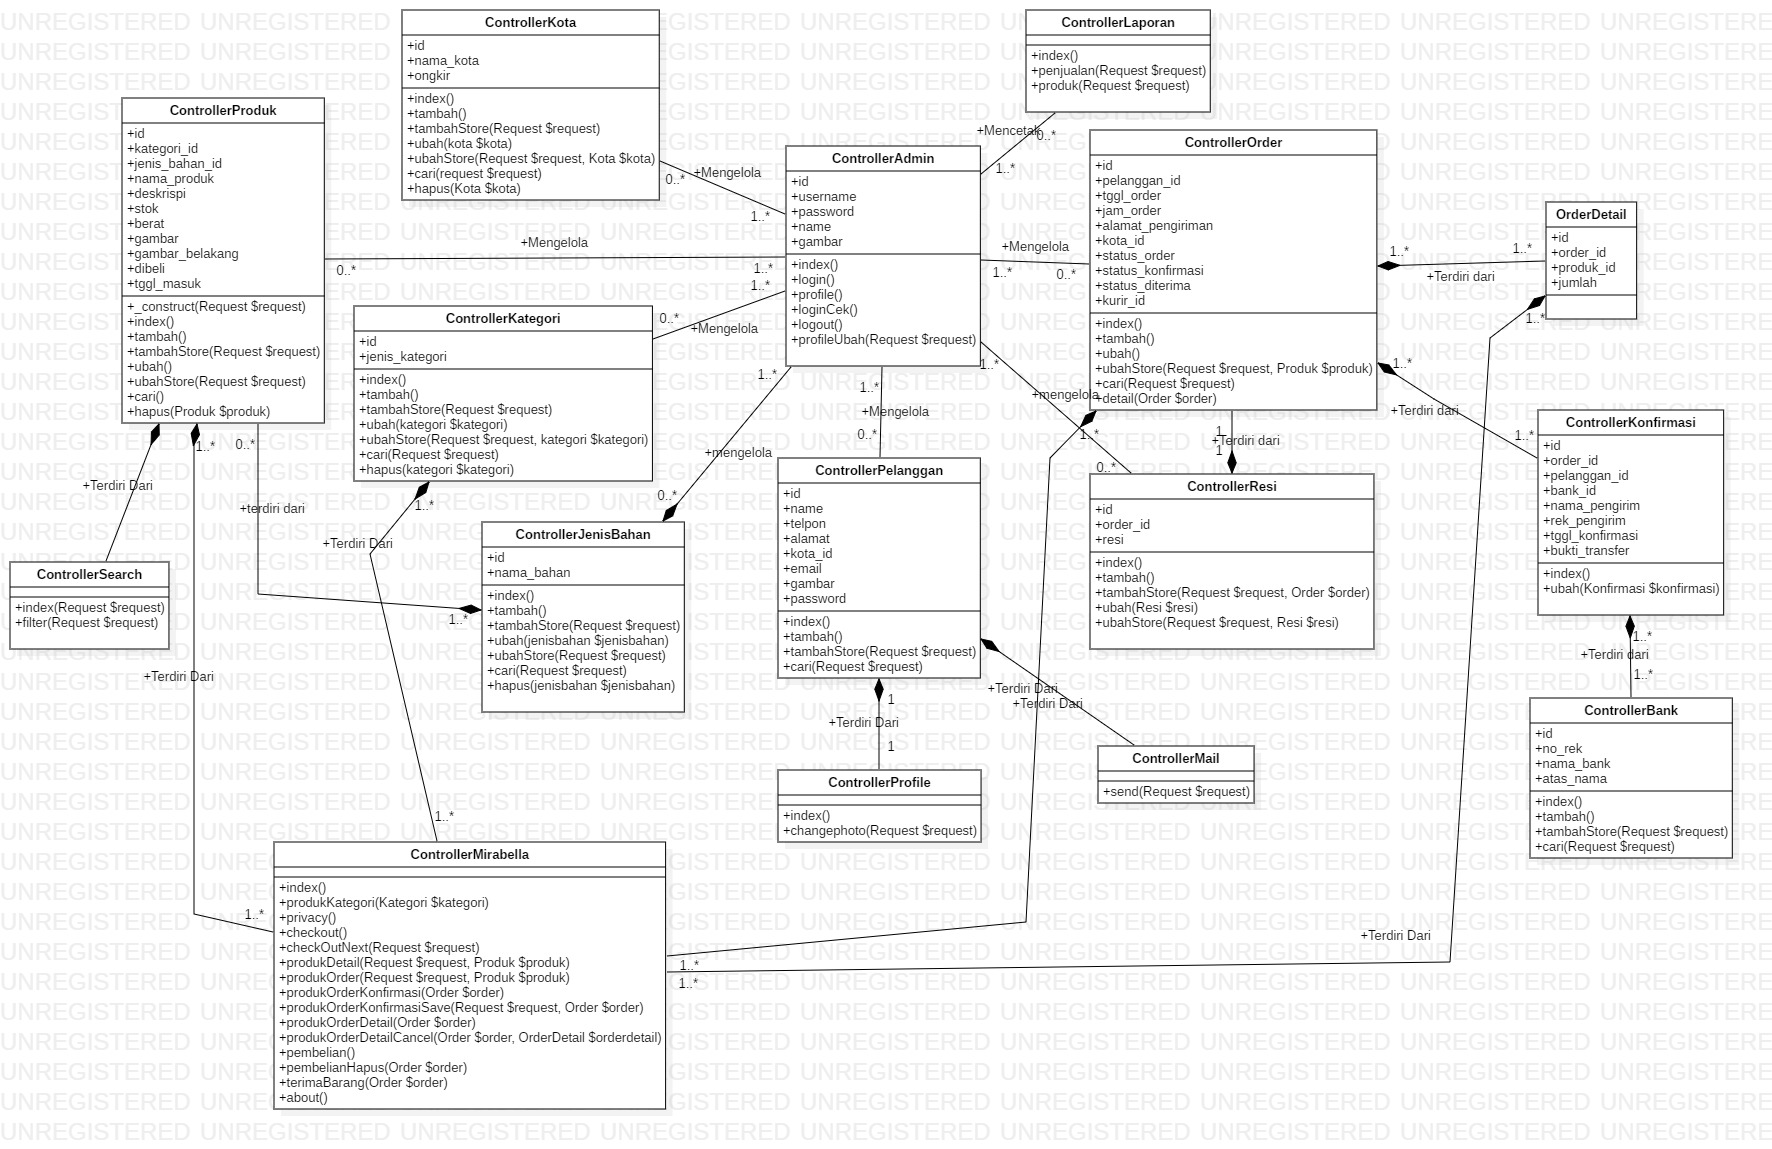 ControllerKota
+id
+nama_kota
+ongkir
+index()
+tambah()
+tambahStore(Request $request)
+ubah(kota $kota)
+ubahStore(Request $request, Kota $kota)
+cari(request $request)
+hapus(Kota $kota)
ControllerLaporan
+index()
+penjualan(Request $request)
+produk(Request $request)
ControllerProduk
+id
+kategori_id
+jenis_bahan_id
+nama_produk
+deskrispi
+stok
+berat
+gambar
+gambar_belakang
+dibeli
+tggl_masuk
+_construct(Request $request)
+index()
+tambah()
+tambahStore(Request $request)
+ubah()
+ubahStore(Request $request)
+cari()
+hapus(Produk $produk)
ControllerAdmin
+id
+username
+password
+name
+gambar
+index()
+login()
+profile()
+loginCek()
+logout()
+profileUbah(Request $request)
ControllerOrder
+id
+pelanggan_id
+tggl_order
+jam_order
+alamat_pengiriman
+kota_id
+status_order
+status_konfirmasi
+status_diterima
+kurir_id
+index()
+tambah()
+ubah()
+ubahStore(Request $request, Produk $produk)
+cari(Request $request)
+detail(Order $order)
OrderDetail
+id
+order_id
+produk_id
+jumlah
ControllerKategori
+id
+jenis_kategori
+index()
+tambah()
+tambahStore(Request $request)
+ubah(kategori $kategori)
+ubahStore(Request $request, kategori $kategori)
+cari(Request $request)
+hapus(kategori $kategori)
ControllerKonfirmasi
+id
+order_id
+pelanggan_id
+bank_id
+nama_pengirim
+rek_pengirim
+tggl_konfirmasi
+bukti_transfer
+index()
+ubah(Konfirmasi $konfirmasi)
ControllerPelanggan
+id
+name
+telpon
+alamat
+kota_id
+email
+gambar
+password
+index()
+tambah()
+tambahStore(Request $request)
+cari(Request $request)
ControllerResi
+id
+order_id
+resi
+index()
+tambah()
+tambahStore(Request $request, Order $order)
+ubah(Resi $resi)
+ubahStore(Request $request, Resi $resi)
ControllerJenisBahan
+id
+nama_bahan
+index()
+tambah()
+tambahStore(Request $request)
+ubah(jenisbahan $jenisbahan)
+ubahStore(Request $request)
+cari(Request $request)
+hapus(jenisbahan $jenisbahan)
ControllerSearch
+index(Request $request)
+filter(Request $request)
ControllerBank
+id
+no_rek
+nama_bank
+atas_nama
+index()
+tambah()
+tambahStore(Request $request)
+cari(Request $request)
ControllerMail
+send(Request $request)
ControllerProfile
+index()
+changephoto(Request $request)
ControllerMirabella
+index()
+produkKategori(Kategori $kategori)
+privacy()
+checkout()
+checkOutNext(Request $request)
+produkDetail(Request $request, Produk $produk)
+produkOrder(Request $request, Produk $produk)
+produkOrderKonfirmasi(Order $order)
+produkOrderKonfirmasiSave(Request $request, Order $order)
+produkOrderDetail(Order $order)
+produkOrderDetailCancel(Order $order, OrderDetail $orderdetail)
+pembelian()
+pembelianHapus(Order $order)
+terimaBarang(Order $order)
+about()
+Mencetak
0..*
1..*
+Mengelola
0..*
1..*
+Mengelola
0..*
1..*
+Mengelola
1..*
0..*
1..*
0..*
+Mengelola
1..*
1..*
+Terdiri dari
1..*
1..*
+mengelola
0..*
1..*
+Mengelola
0..*
1..*
+mengelola
0..*
1..*
+Terdiri dari
1..*
1
+Terdiri dari
1
1..*
+Terdiri Dari
1..*
0..*
+terdiri dari
1..*
1..*
+Terdiri Dari
1..*
+Terdiri Dari
1..*
1..*
+Terdiri dari
1..*
+Terdiri Dari
+Terdiri Dari
1
+Terdiri Dari
1
+Terdiri Dari
1..*
1..*
UNREGISTERED